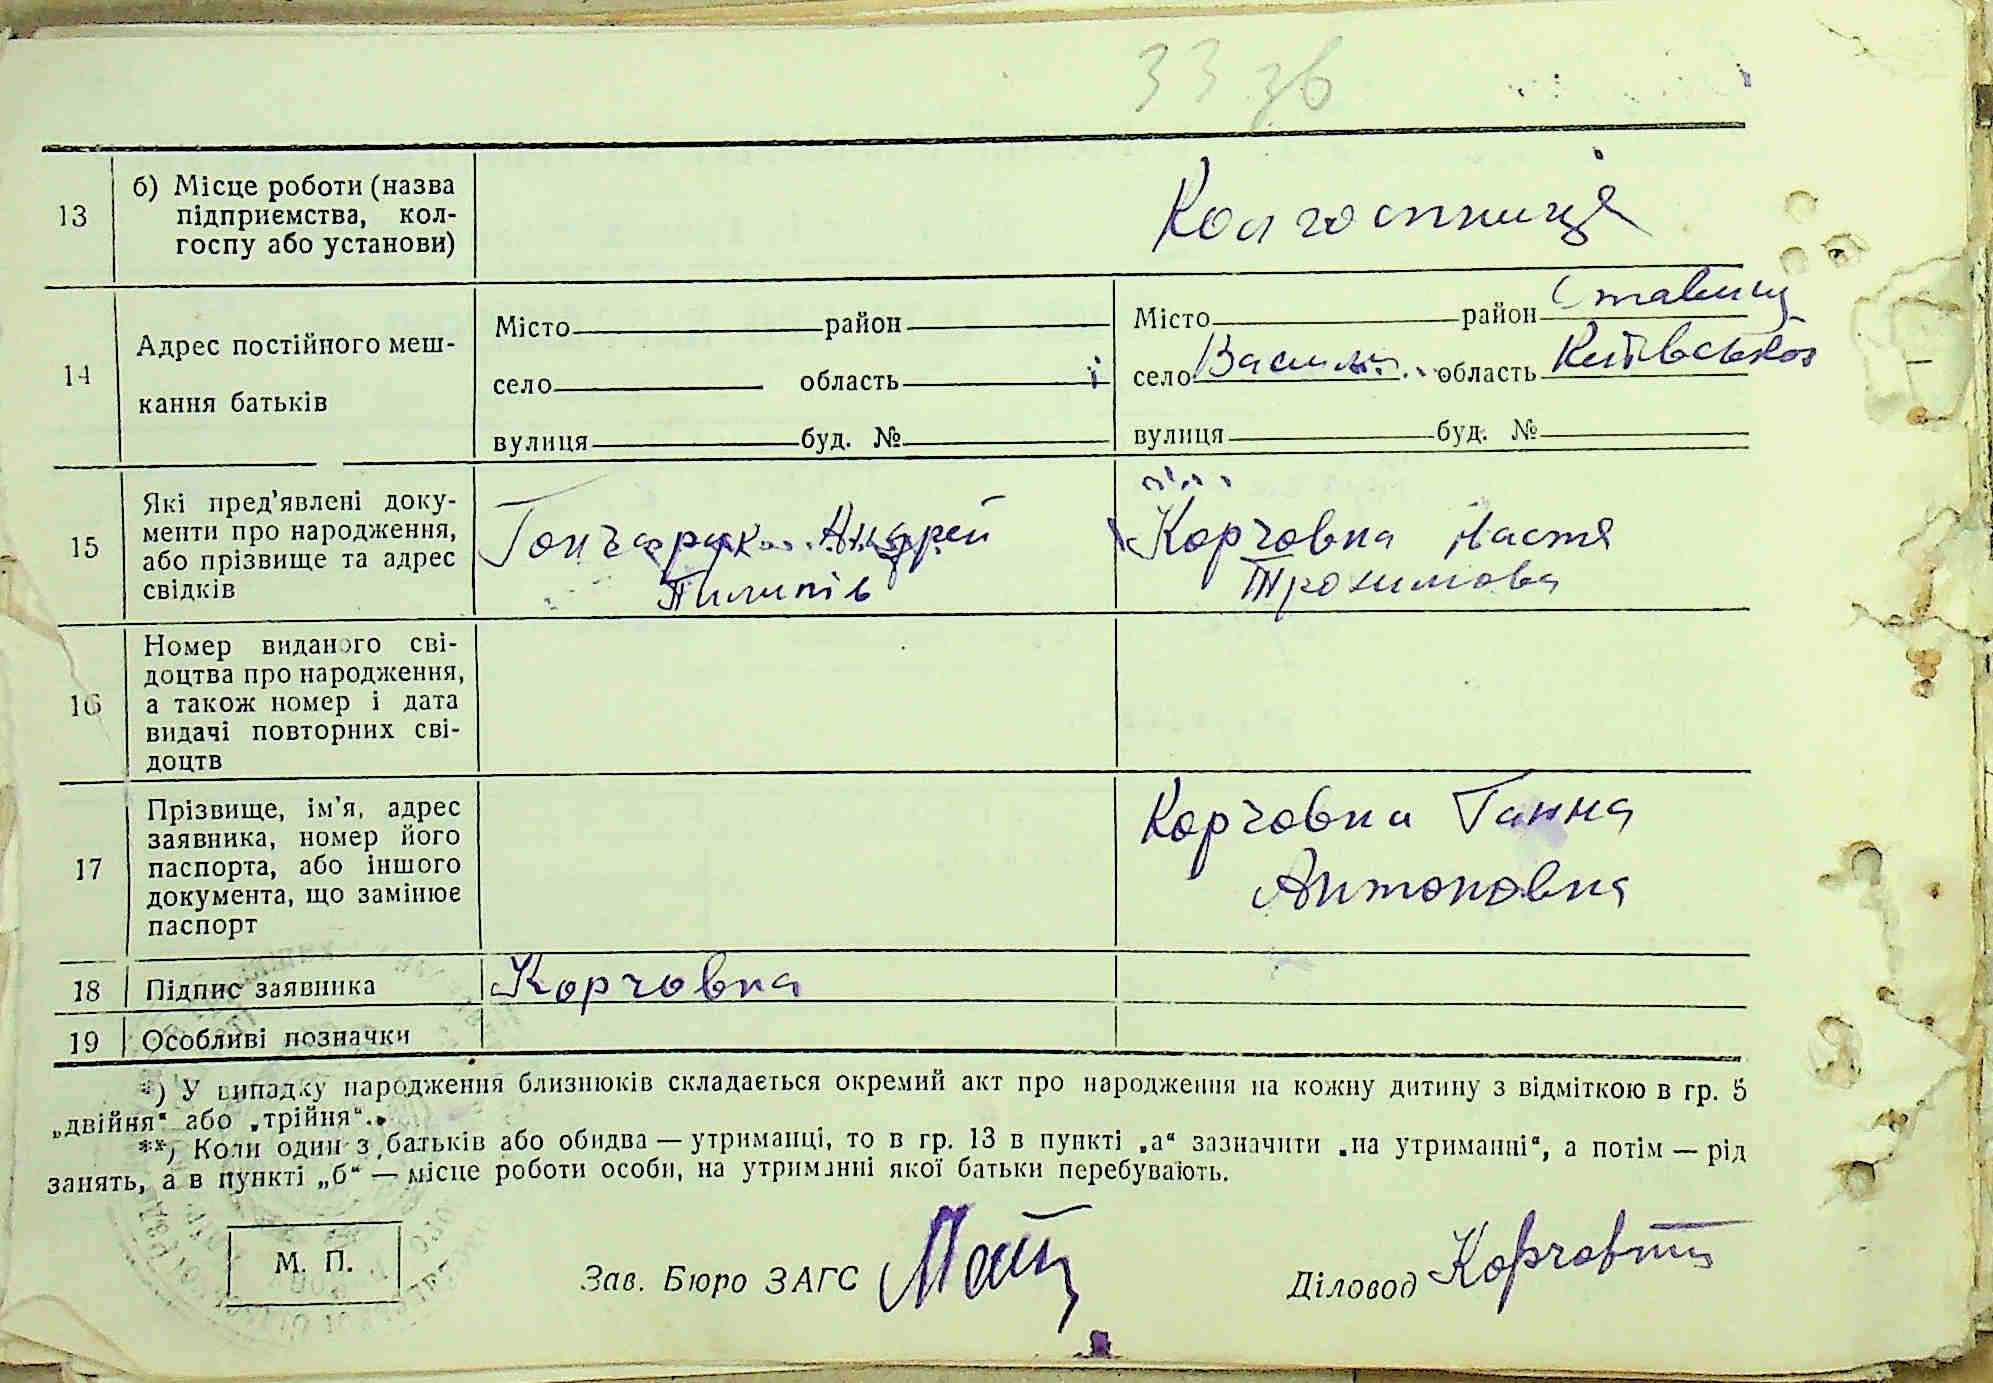 33 зв
13
б) Місце роботи (назва
підприємства, кол-
госпу або установи)
Колгоспниця
14
Адрес постійного меш-
кання батьків
Місто район
село область
вулиця буд. №
Місто район Ставищ
село Васил область Київської
вулиця буд. №
15
Які пред'явлені доку-
менти про народження,
або прізвище та адрес
свідків
Гончарук Андрей
Пилипів
Корчовна Настя
Трохимова
16
Номер виданого сві-
доцтва про народження,
а також номер і дата
видачі повторних сві-
доцтв
17
Прізвище, ім'я, адрес
заявника, номер його
паспорта, або іншого
документа, що замінює
паспорт
Корчовна Ганна
Антоновна
18
Підпис заявника
Корчовна
19
Особливі позначки
*) У випадку народження близнюків складається окремий акт про народження на кожну дитину з відміткою в гр. 5
„двійня“ або „трійня“.
**) Коли один з батьків або обидва — утриманці, то в гр. 13 в пункті „а“ зазначити „на утриманні“, а потім — рід
занять, а в пункті „б“ — місце роботи особи, на утриманні якої батьки перебувають.
М. П.
Зав. Бюро ЗАГС
Діловод